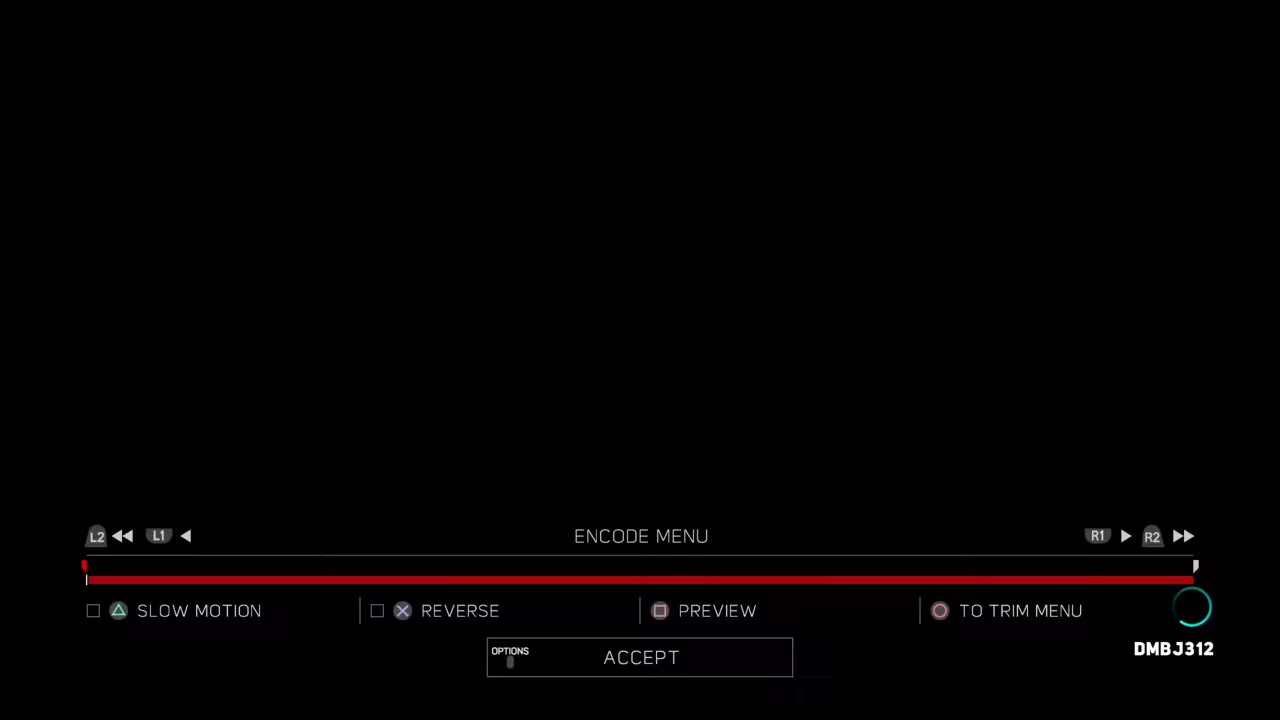 L2 L1 ENCODE MENU R1 R2
SLOW MOTION REVERSE PREVIEW TO TRIM MENU
OPTIONS ACCEPT
DMBJ312